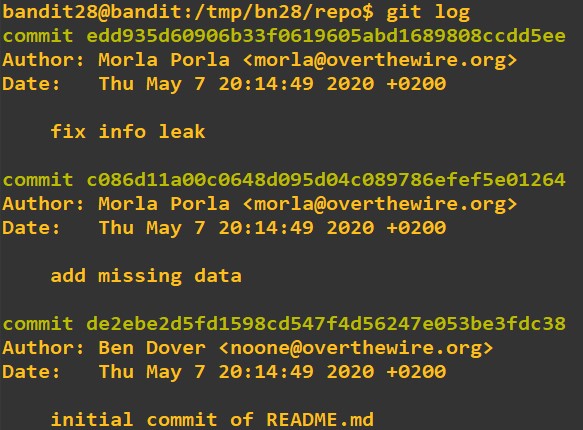 bandit28@bandit:/tmp/bn28/repo$ git log
commit edd935d60906b33f0619605abd1689808ccdd5ee
Author: Morla Porla <morla@overthewire.org>
Date:   Thu May 7 20:14:49 2020 +0200
fix info leak
commit c086d11a00c0648d095d04c089786efef5e01264
Author: Morla Porla <morla@overthewire.org>
Date:   Thu May 7 20:14:49 2020 +0200
add missing data
commit de2ebe2d5fd1598cd547f4d56247e053be3fdc38
Author: Ben Dover <noone@overthewire.org>
Date:   Thu May 7 20:14:49 2020 +0200
initial commit of README.md